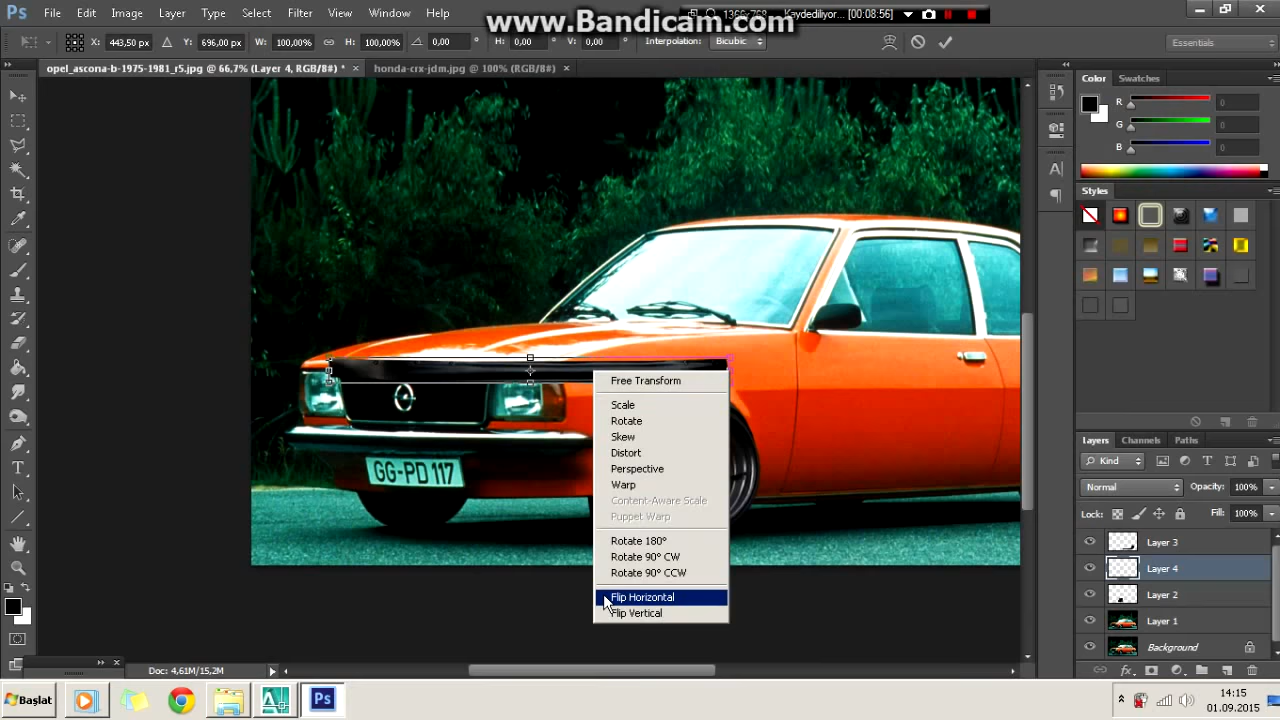 Ps File Edit Image Layer Type Select Filter 3D View Window Help
www.Bandicam.com
1366x768 Kaydediliyor... [00:08:56]
443,50 px Y: 696,00 px W: 100,00% H: 100,00% 0,00 H: 0,00 V: 0,00 Interpolation: Bicubic Essentials
opel_ascona-b-1975-1981_r5.jpg @ 66,7% (Layer 4, RGB/8#) * × honda-crx-jdm.jpg @ 100% (RGB/8#) ×
Color Swatches
R 0
G 0
B 0
Styles
GG-PD 117
Free Transform
Scale
Rotate
Skew
Distort
Perspective
Warp
Content-Aware Scale
Puppet Warp
Rotate 180°
Rotate 90° CW
Rotate 90° CCW
Flip Horizontal
Flip Vertical
Layers Channels Paths
Kind
Normal Opacity: 100%
Lock: Fill: 100%
Layer 3
Layer 4
Layer 2
Layer 1
Background
Doc: 4,61M/15,2M
Başlat
Ps
14:15
01.09.2015